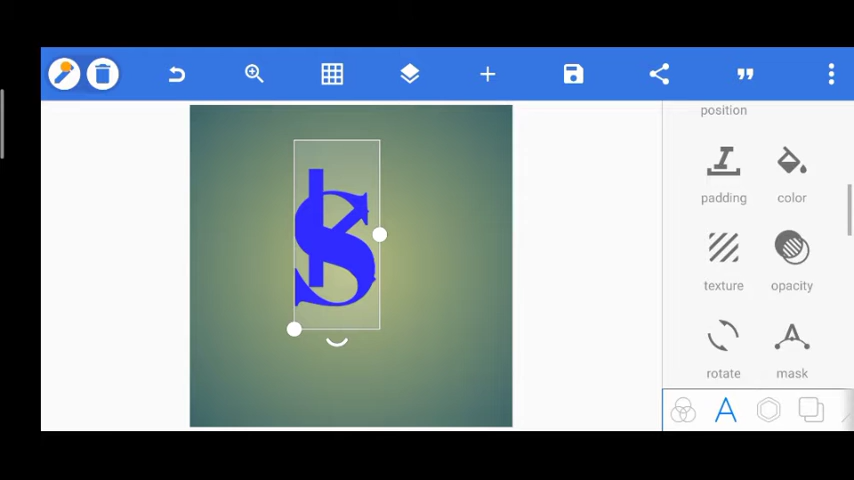 S
position
padding color
texture opacity
rotate mask
A